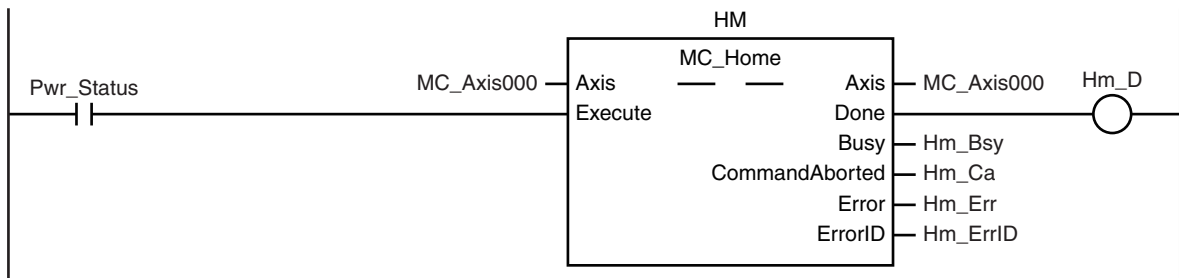 HM
MC_Home
Pwr_Status
MC_Axis000 Axis Axis MC_Axis000 Hm_D
Execute Done
Busy Hm_Bsy
CommandAborted Hm_Ca
Error Hm_Err
ErrorID Hm_ErrID